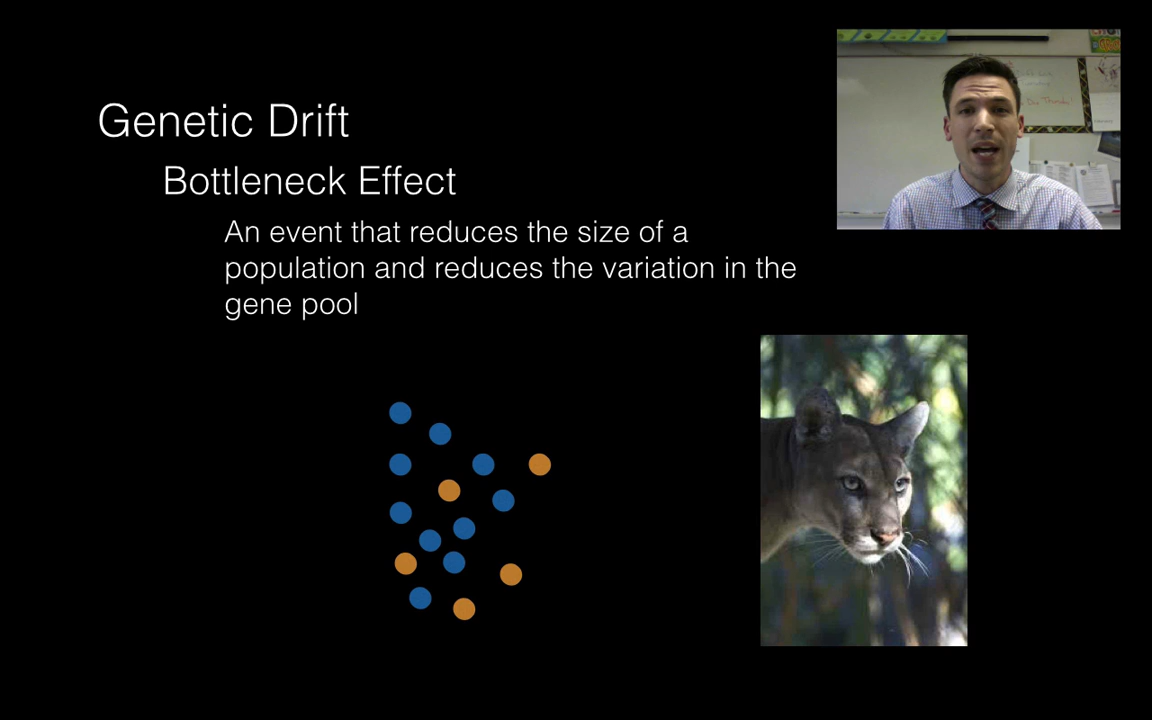 Genetic Drift
Bottleneck Effect
An event that reduces the size of a
population and reduces the variation in the
gene pool